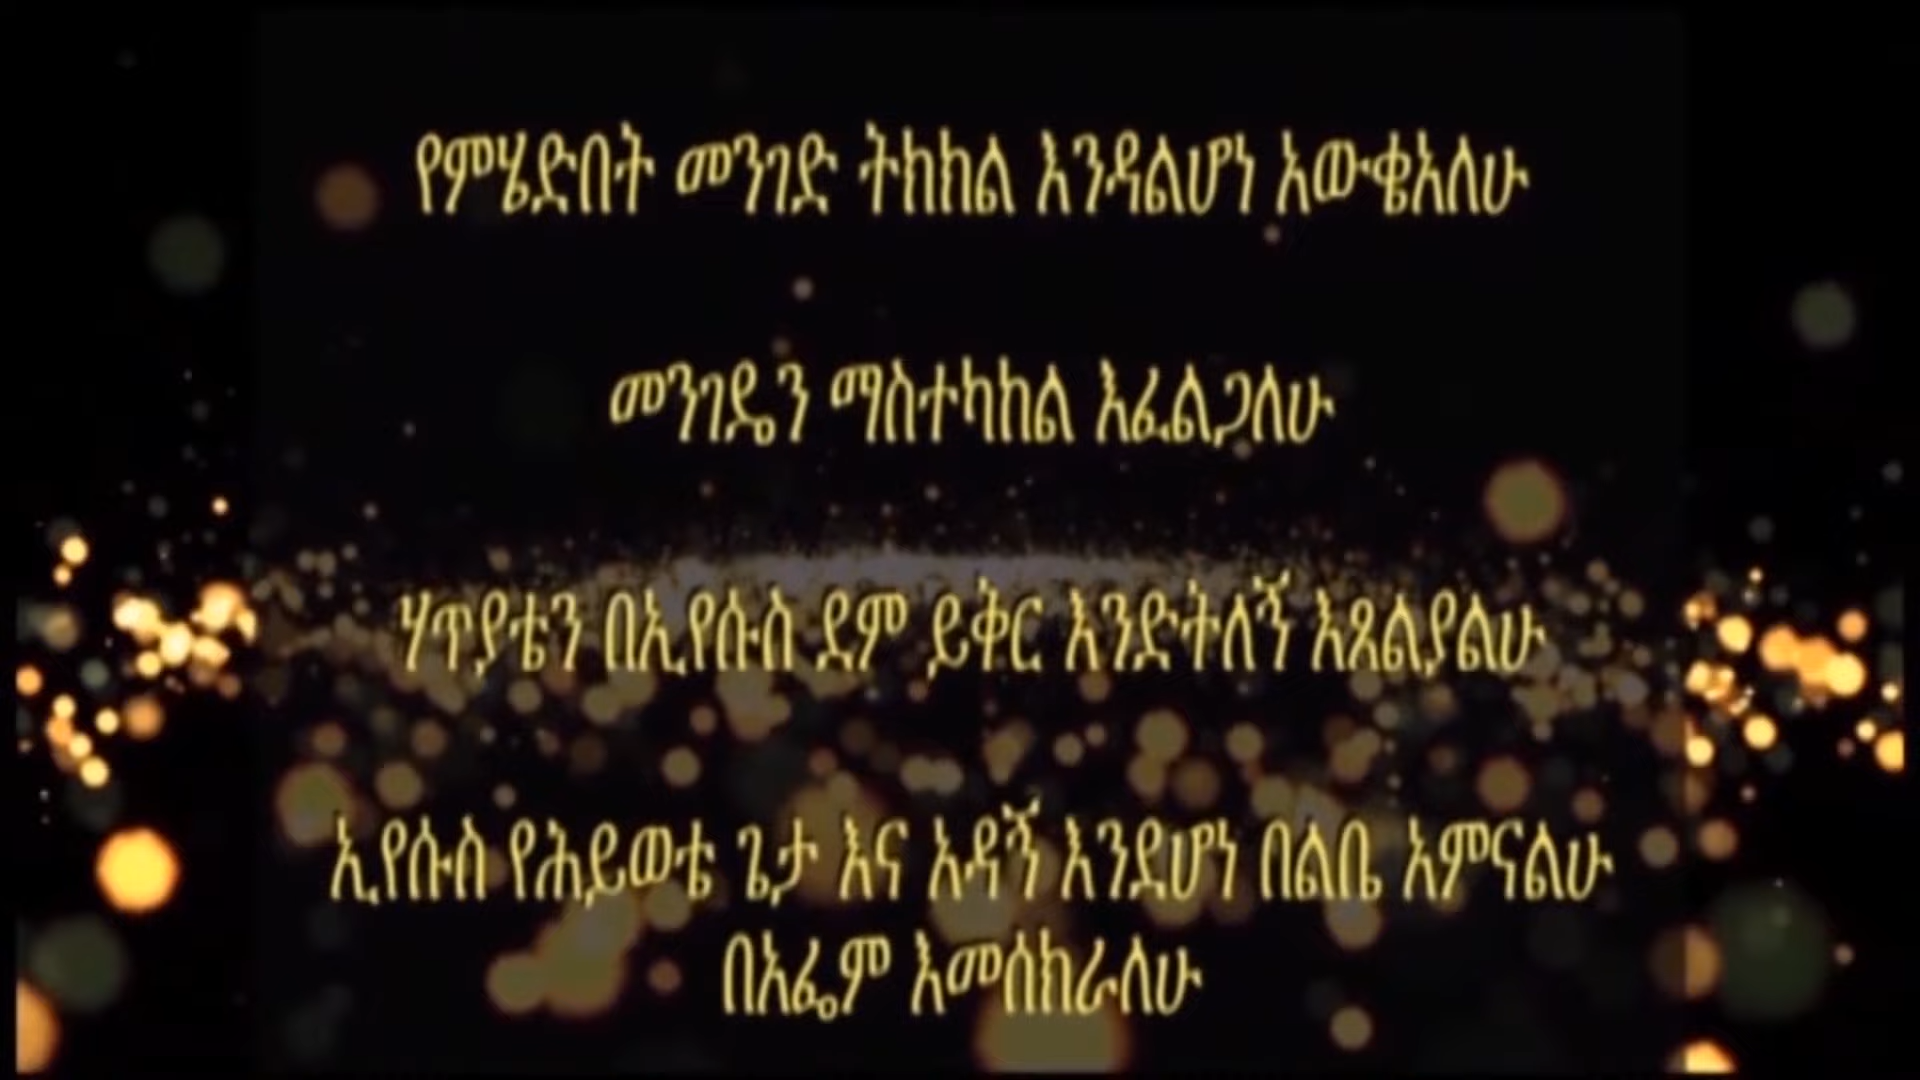 የምሄድበት መንገድ ትክክል እንዳልሆነ አውቄአለሁ
መንገዴን ማስተካከል እፈልጋለሁ
ሃጥያቴን በኢየሱስ ደም ይቅር እንድትለኝ እጸልያልሁ
ኢየሱስ የሕይወቴ ጌታ እና አዳኝ እንደሆነ በልቤ አምናልሁ
በአፌም እመሰክራለሁ